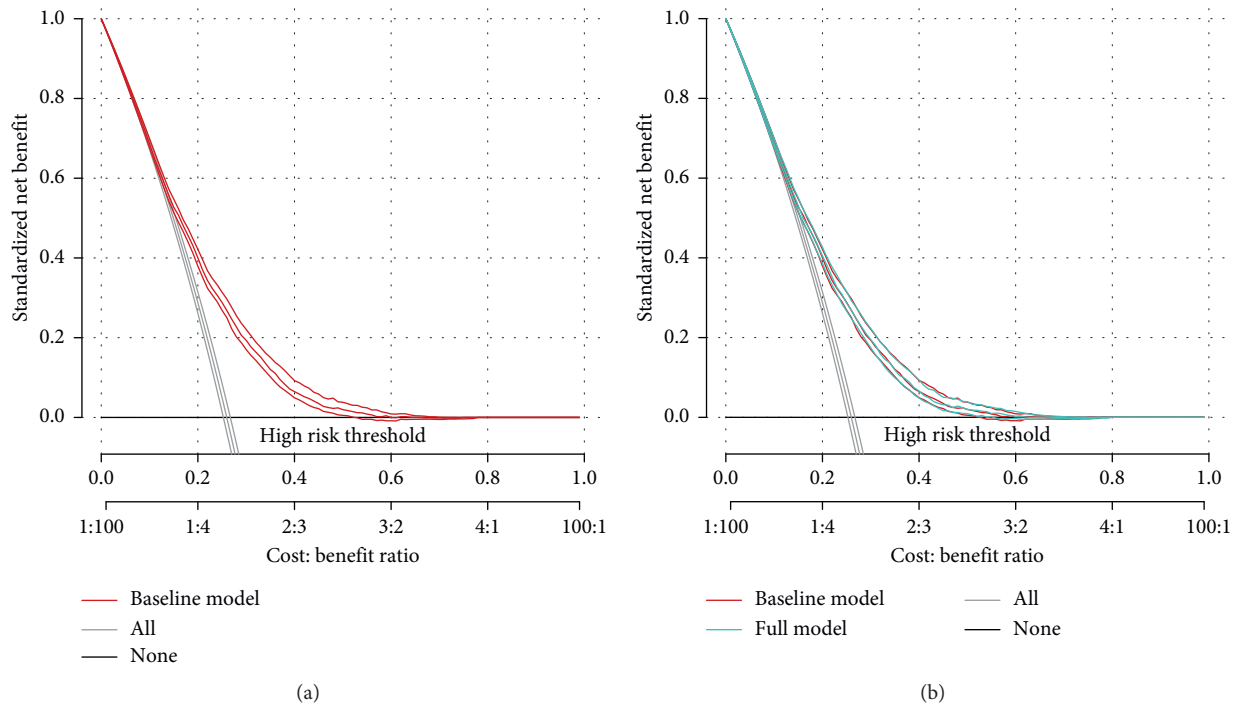 1.0
0.8
0.6
0.4
0.2
0.0
Standardized net benefit
High risk threshold
0.0 0.2 0.4 0.6 0.8 1.0
1:100 1:4 2:3 3:2 4:1 100:1
Cost: benefit ratio
Baseline model
All
None
(a)
1.0
0.8
0.6
0.4
0.2
0.0
Standardized net benefit
High risk threshold
0.0 0.2 0.4 0.6 0.8 1.0
1:100 1:4 2:3 3:2 4:1 100:1
Cost: benefit ratio
Baseline model All
Full model None
(b)